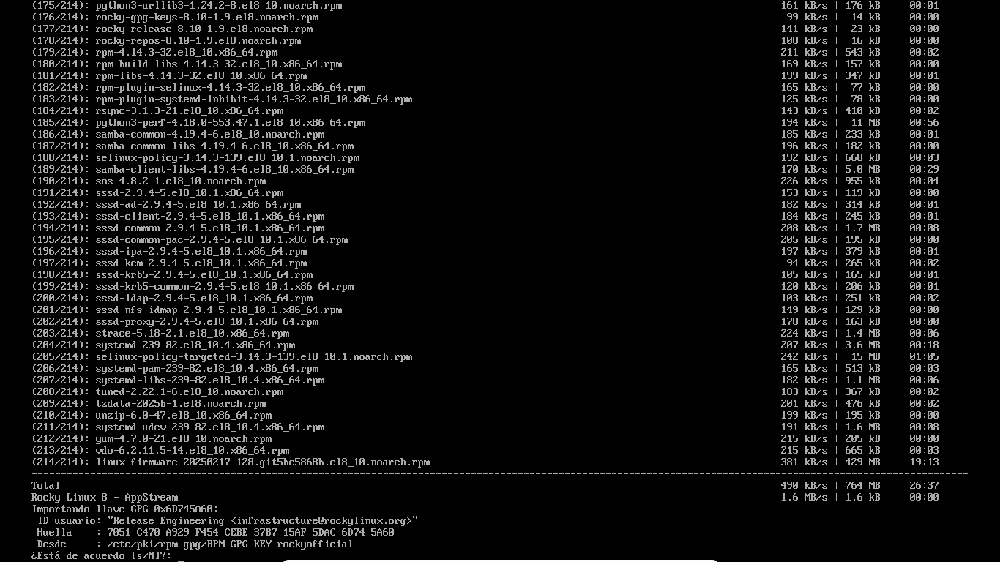 (175/214): python3-urllib3-1.24.2-8.el8_10.noarch.rpm 161 kB/s | 176 kB 00:01
(176/214): rocky-gpg-keys-8.10-1.9.el8.noarch.rpm 99 kB/s | 14 kB 00:00
(177/214): rocky-release-8.10-1.9.el8.noarch.rpm 141 kB/s | 23 kB 00:00
(178/214): rocky-repos-8.10-1.9.el8.noarch.rpm 108 kB/s | 16 kB 00:00
(179/214): rpm-4.14.3-32.el8_10.x86_64.rpm 211 kB/s | 543 kB 00:02
(180/214): rpm-build-libs-4.14.3-32.el8_10.x86_64.rpm 169 kB/s | 157 kB 00:00
(181/214): rpm-libs-4.14.3-32.el8_10.x86_64.rpm 199 kB/s | 347 kB 00:01
(182/214): rpm-plugin-selinux-4.14.3-32.el8_10.x86_64.rpm 165 kB/s | 77 kB 00:00
(183/214): rpm-plugin-systemd-inhibit-4.14.3-32.el8_10.x86_64.rpm 125 kB/s | 78 kB 00:00
(184/214): rsync-3.1.3-21.el8_10.x86_64.rpm 143 kB/s | 410 kB 00:02
(185/214): python3-perf-4.18.0-553.47.1.el8_10.x86_64.rpm 194 kB/s | 11 MB 00:56
(186/214): samba-common-4.19.4-6.el8_10.noarch.rpm 185 kB/s | 233 kB 00:01
(187/214): samba-common-libs-4.19.4-6.el8_10.x86_64.rpm 196 kB/s | 182 kB 00:00
(188/214): selinux-policy-3.14.3-139.el8_10.1.noarch.rpm 192 kB/s | 668 kB 00:03
(189/214): samba-client-libs-4.19.4-6.el8_10.x86_64.rpm 170 kB/s | 5.0 MB 00:29
(190/214): sos-4.8.2-1.el8_10.noarch.rpm 226 kB/s | 955 kB 00:04
(191/214): sssd-2.9.4-5.el8_10.1.x86_64.rpm 153 kB/s | 119 kB 00:00
(192/214): sssd-ad-2.9.4-5.el8_10.1.x86_64.rpm 182 kB/s | 314 kB 00:01
(193/214): sssd-client-2.9.4-5.el8_10.1.x86_64.rpm 184 kB/s | 245 kB 00:01
(194/214): sssd-common-2.9.4-5.el8_10.1.x86_64.rpm 208 kB/s | 1.7 MB 00:08
(195/214): sssd-common-pac-2.9.4-5.el8_10.1.x86_64.rpm 205 kB/s | 195 kB 00:00
(196/214): sssd-ipa-2.9.4-5.el8_10.1.x86_64.rpm 197 kB/s | 379 kB 00:01
(197/214): sssd-kcm-2.9.4-5.el8_10.1.x86_64.rpm 94 kB/s | 265 kB 00:02
(198/214): sssd-krb5-2.9.4-5.el8_10.1.x86_64.rpm 105 kB/s | 165 kB 00:01
(199/214): sssd-krb5-common-2.9.4-5.el8_10.1.x86_64.rpm 120 kB/s | 206 kB 00:01
(200/214): sssd-ldap-2.9.4-5.el8_10.1.x86_64.rpm 103 kB/s | 251 kB 00:02
(201/214): sssd-nfs-idmap-2.9.4-5.el8_10.1.x86_64.rpm 149 kB/s | 129 kB 00:00
(202/214): sssd-proxy-2.9.4-5.el8_10.1.x86_64.rpm 178 kB/s | 163 kB 00:00
(203/214): strace-5.18-2.1.el8_10.x86_64.rpm 224 kB/s | 1.4 MB 00:06
(204/214): systemd-239-82.el8_10.4.x86_64.rpm 207 kB/s | 3.6 MB 00:18
(205/214): selinux-policy-targeted-3.14.3-139.el8_10.1.noarch.rpm 242 kB/s | 15 MB 01:05
(206/214): systemd-pam-239-82.el8_10.4.x86_64.rpm 165 kB/s | 513 kB 00:03
(207/214): systemd-libs-239-82.el8_10.4.x86_64.rpm 182 kB/s | 1.1 MB 00:06
(208/214): tuned-2.22.1-6.el8_10.noarch.rpm 183 kB/s | 367 kB 00:02
(209/214): tzdata-2025b-1.el8.noarch.rpm 201 kB/s | 476 kB 00:02
(210/214): unzip-6.0-47.el8_10.x86_64.rpm 199 kB/s | 195 kB 00:00
(211/214): systemd-udev-239-82.el8_10.4.x86_64.rpm 191 kB/s | 1.6 MB 00:08
(212/214): yum-4.7.0-21.el8_10.noarch.rpm 215 kB/s | 205 kB 00:00
(213/214): vdo-6.2.11.5-14.el8_10.x86_64.rpm 215 kB/s | 665 kB 00:03
(214/214): linux-firmware-20250217-128.git5bc5868b.el8_10.noarch.rpm 381 kB/s | 429 MB 19:13
Total 490 kB/s | 764 MB 26:37
Rocky Linux 8 - AppStream 1.6 MB/s | 1.6 kB 00:00
Importando llave GPG 0x6D745A60:
ID usuario: "Release Engineering <infrastructure@rockylinux.org>"
Huella : 7051 C470 A929 F454 CEBE 37B7 15AF 5DAC 6D74 5A60
Desde : /etc/pki/rpm-gpg/RPM-GPG-KEY-rockyofficial
¿Está de acuerdo [s/N]?: